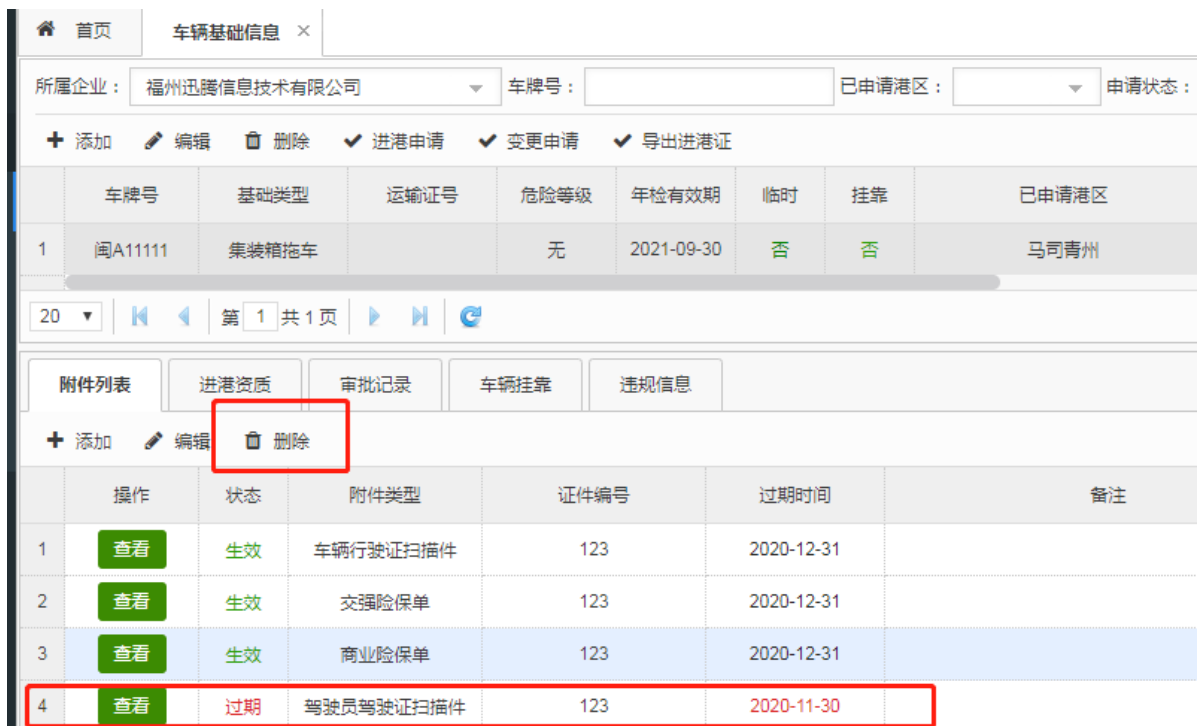 首页 车辆基础信息 ×
所属企业： 福州迅腾信息技术有限公司 车牌号： 已申请港区： 申请状态：
添加 编辑 删除 进港申请 变更申请 导出进港证
车牌号 基础类型 运输证号 危险等级 年检有效期 临时 挂靠 已申请港区
1 闽A11111 集装箱拖车 无 2021-09-30 否 否 马司青州
20 第 1 共1页
附件列表 进港资质 审批记录 车辆挂靠 违规信息
添加 编辑 删除
操作 状态 附件类型 证件编号 过期时间 备注
1 查看 生效 车辆行驶证扫描件 123 2020-12-31
2 查看 生效 交强险保单 123 2020-12-31
3 查看 生效 商业险保单 123 2020-12-31
4 查看 过期 驾驶员驾驶证扫描件 123 2020-11-30